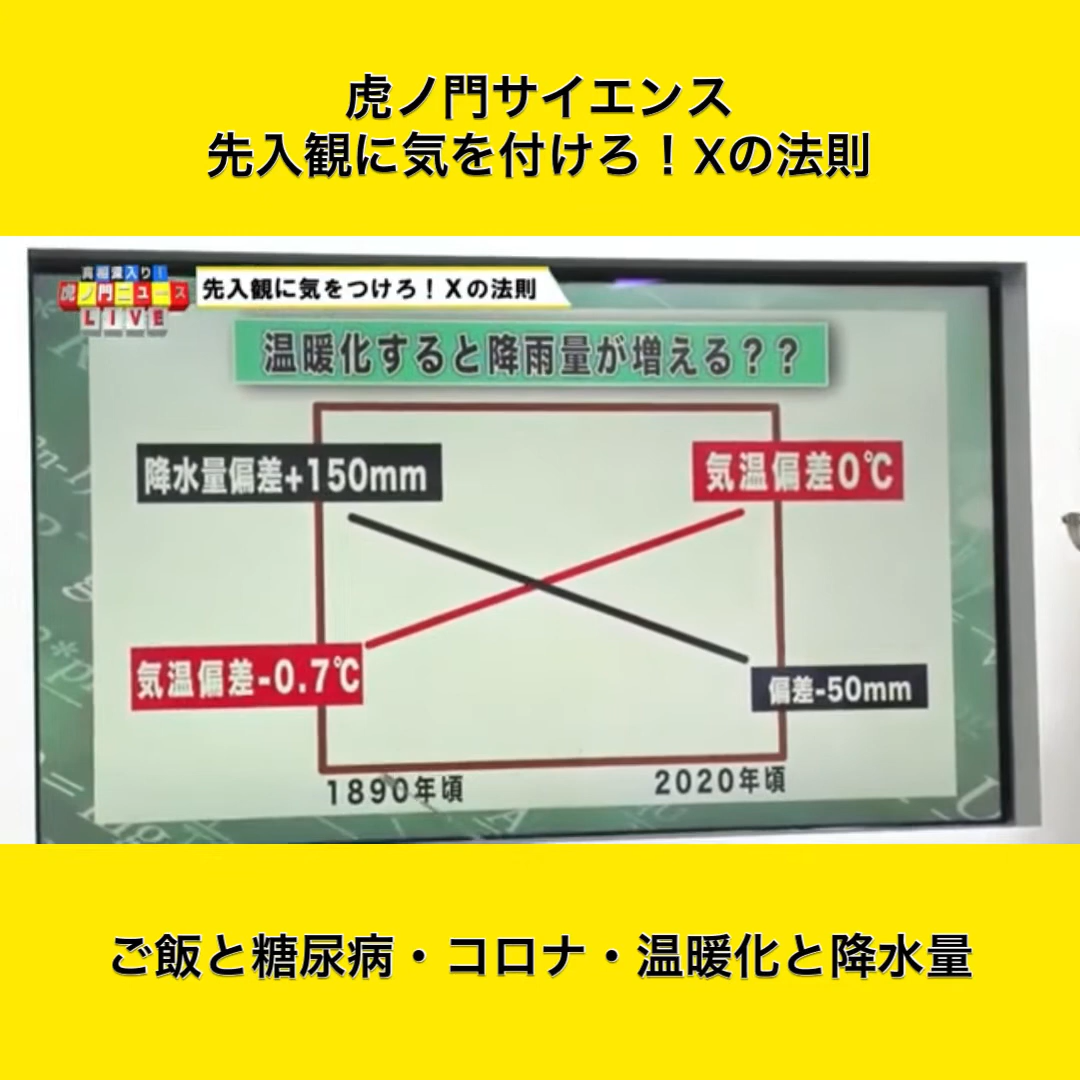 虎ノ門サイエンス
先入観に気を付けろ！Xの法則
真相深入り！
虎ノ門ニュース
LIVE
先入観に気をつけろ！Xの法則
温暖化すると降雨量が増える？？
降水量偏差+150mm
気温偏差0℃
気温偏差-0.7℃
偏差-50mm
1890年頃
2020年頃
ご飯と糖尿病・コロナ・温暖化と降水量